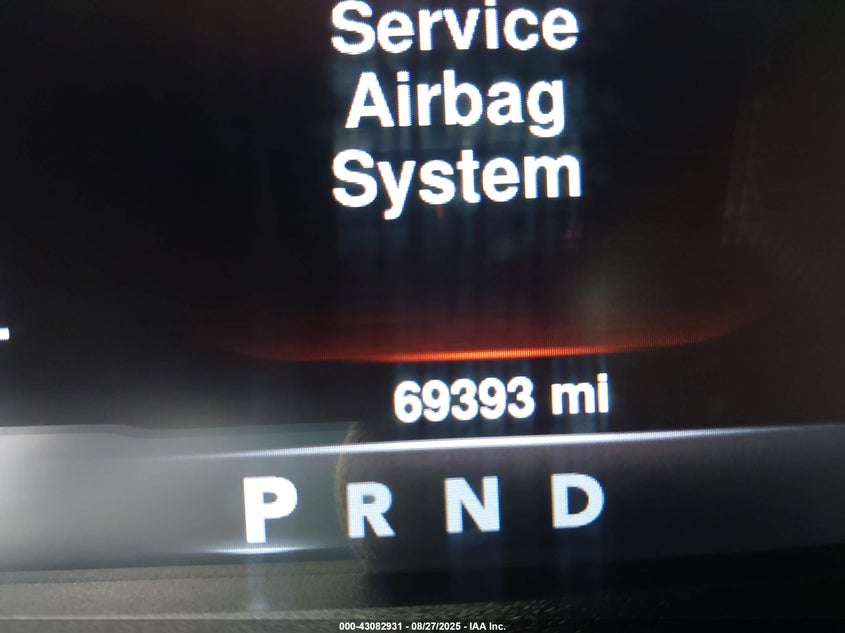 Service
Airbag
System
69393 mi
P R N D
000-43082931 - 08/27/2025 - IAA Inc.